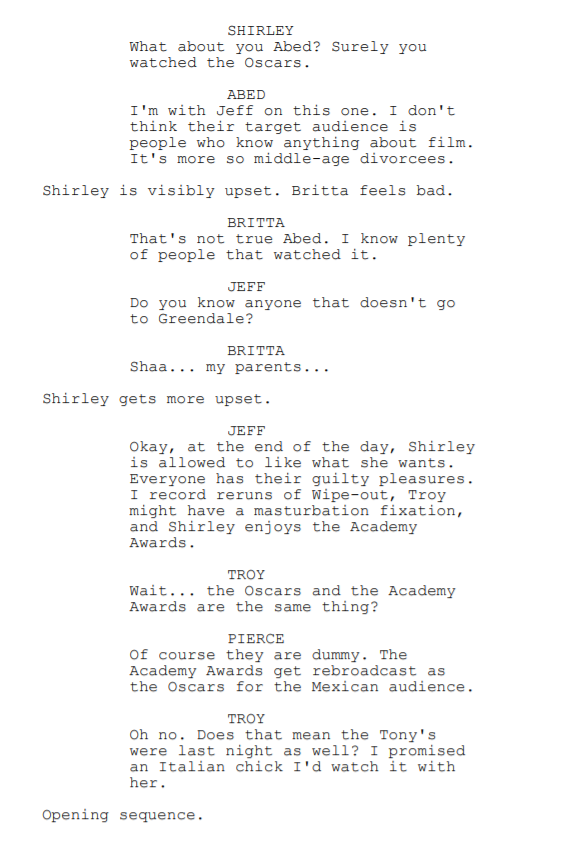 SHIRLEY
What about you Abed? Surely you
watched the Oscars.
ABED
I'm with Jeff on this one. I don't
think their target audience is
people who know anything about film.
It's more so middle-age divorcees.
Shirley is visibly upset. Britta feels bad.
BRITTA
That's not true Abed. I know plenty
of people that watched it.
JEFF
Do you know anyone that doesn't go
to Greendale?
BRITTA
Shaa... my parents...
Shirley gets more upset.
JEFF
Okay, at the end of the day, Shirley
is allowed to like what she wants.
Everyone has their guilty pleasures.
I record reruns of Wipe-out, Troy
might have a masturbation fixation,
and Shirley enjoys the Academy
Awards.
TROY
Wait... the Oscars and the Academy
Awards are the same thing?
PIERCE
Of course they are dummy. The
Academy Awards get rebroadcast as
the Oscars for the Mexican audience.
TROY
Oh no. Does that mean the Tony's
were last night as well? I promised
an Italian chick I'd watch it with
her.
Opening sequence.